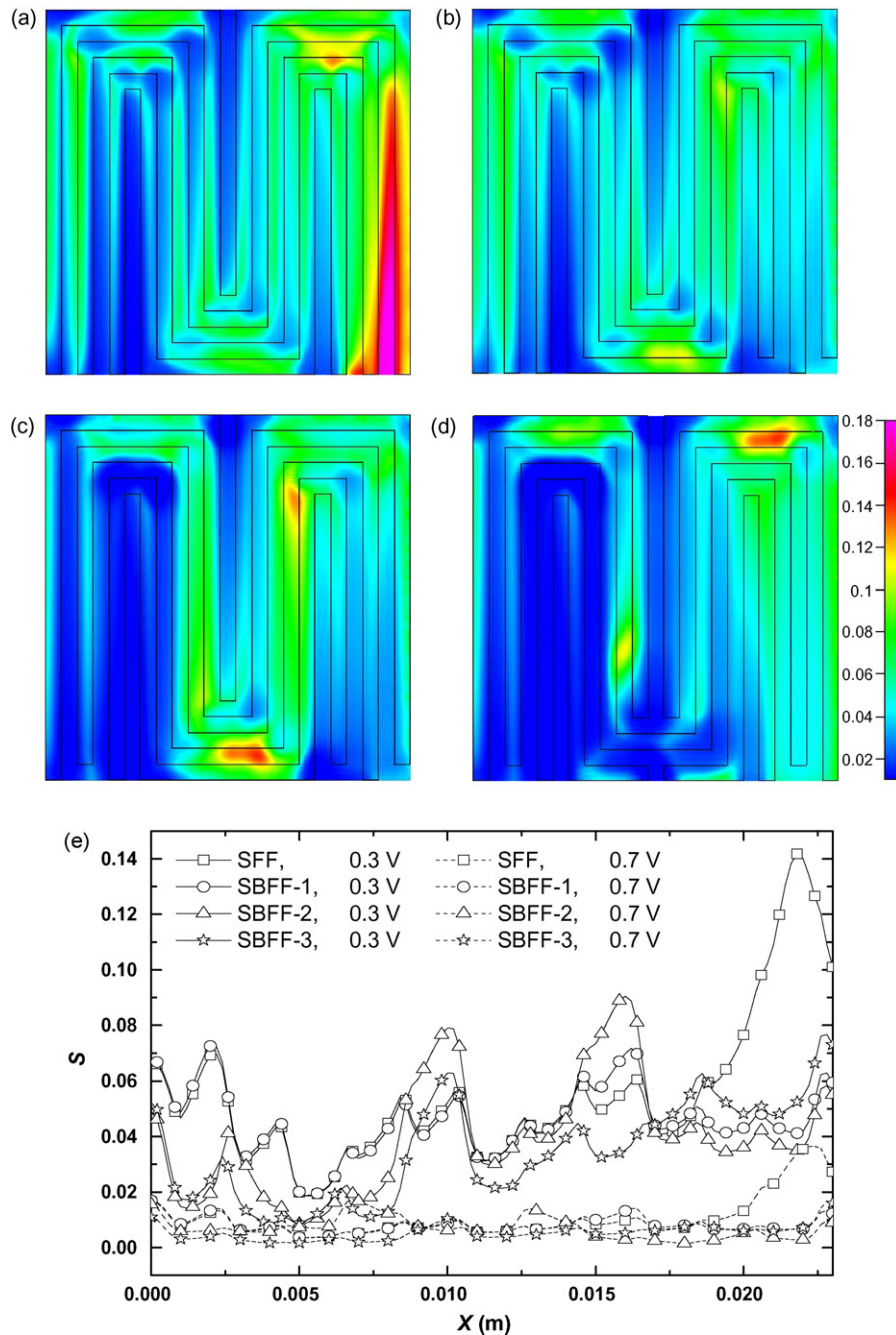 (a)
(b)
(c)
(d)
0.18
0.16
0.14
0.12
0.1
0.08
0.06
0.04
0.02
(e)
0.14
0.12
0.10
0.08
0.06
0.04
0.02
0.00
S
SFF, 0.3 V
SBFF-1, 0.3 V
SBFF-2, 0.3 V
SBFF-3, 0.3 V
SFF, 0.7 V
SBFF-1, 0.7 V
SBFF-2, 0.7 V
SBFF-3, 0.7 V
0.000 0.005 0.010 0.015 0.020
X (m)